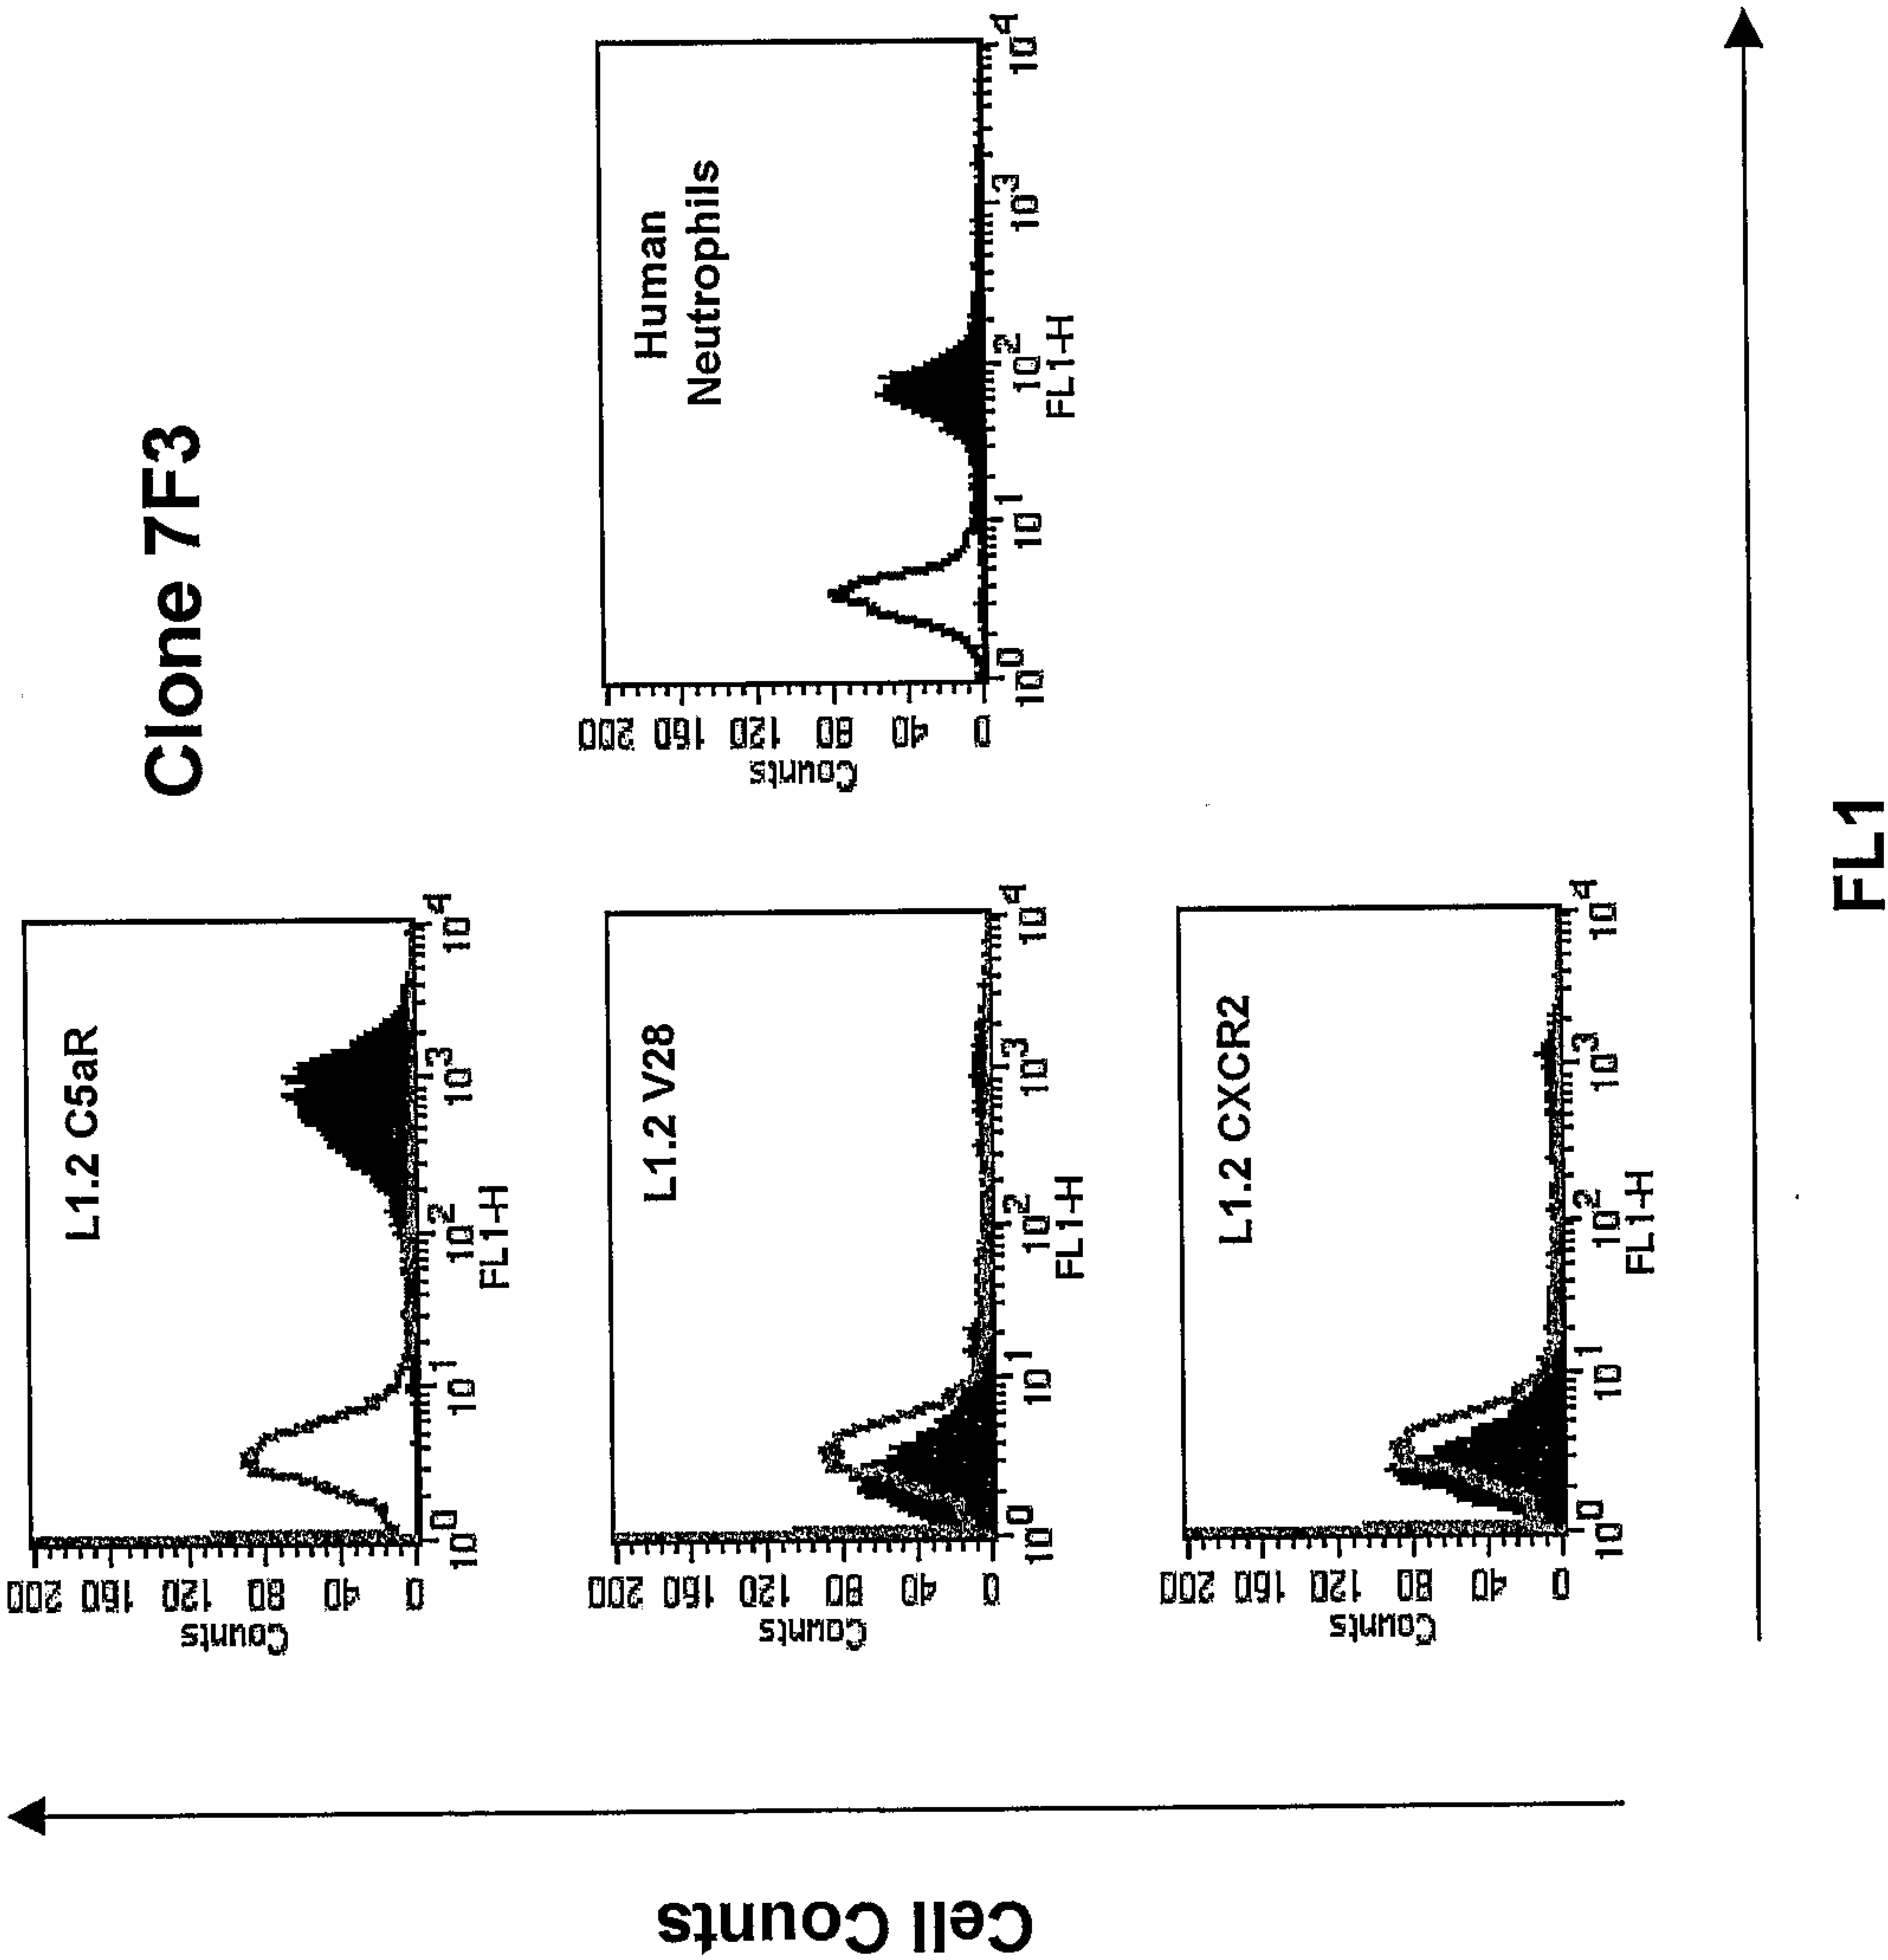 Clone 7F3
Cell Counts
L1.2 C5aR
Counts
200 160 120 80 40 0
10^0 10^1 10^2 10^3 10^4
FL1-H
L1.2 V28
Counts
200 160 120 80 40 0
10^0 10^1 10^2 10^3 10^4
FL1-H
Human
Neutrophils
Counts
200 160 120 80 40 0
10^0 10^1 10^2 10^3 10^4
FL1-H
L1.2 CXCR2
Counts
200 160 120 80 40 0
10^0 10^1 10^2 10^3 10^4
FL1-H
FL1